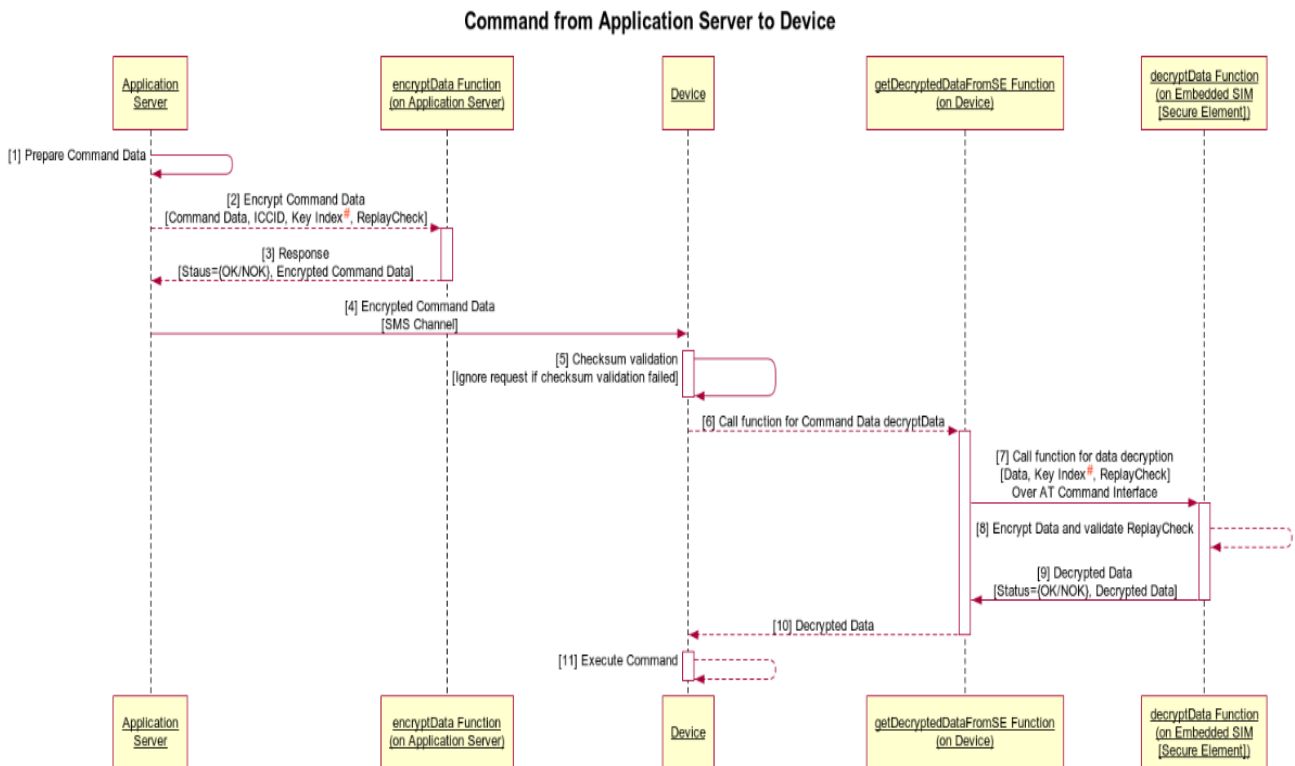 Command from Application Server to Device
Application
Server
encryptData Function
(on Application Server)
Device
getDecryptedDataFromSE Function
(on Device)
decryptData Function
(on Embedded SIM
[Secure Element])
[1] Prepare Command Data
[2] Encrypt Command Data
[Command Data, ICCID, Key Index#, ReplayCheck]
[3] Response
[Staus={OK/NOK}, Encrypted Command Data]
[4] Encrypted Command Data
[SMS Channel]
[5] Checksum validation
[Ignore request if checksum validation failed]
[6] Call function for Command Data decryptData
[7] Call function for data decryption
[Data, Key Index#, ReplayCheck]
Over AT Command Interface
[8] Encrypt Data and validate ReplayCheck
[9] Decrypted Data
[Status={OK/NOK}, Decrypted Data]
[10] Decrypted Data
[11] Execute Command
Application
Server
encryptData Function
(on Application Server)
Device
getDecryptedDataFromSE Function
(on Device)
decryptData Function
(on Embedded SIM
[Secure Element])